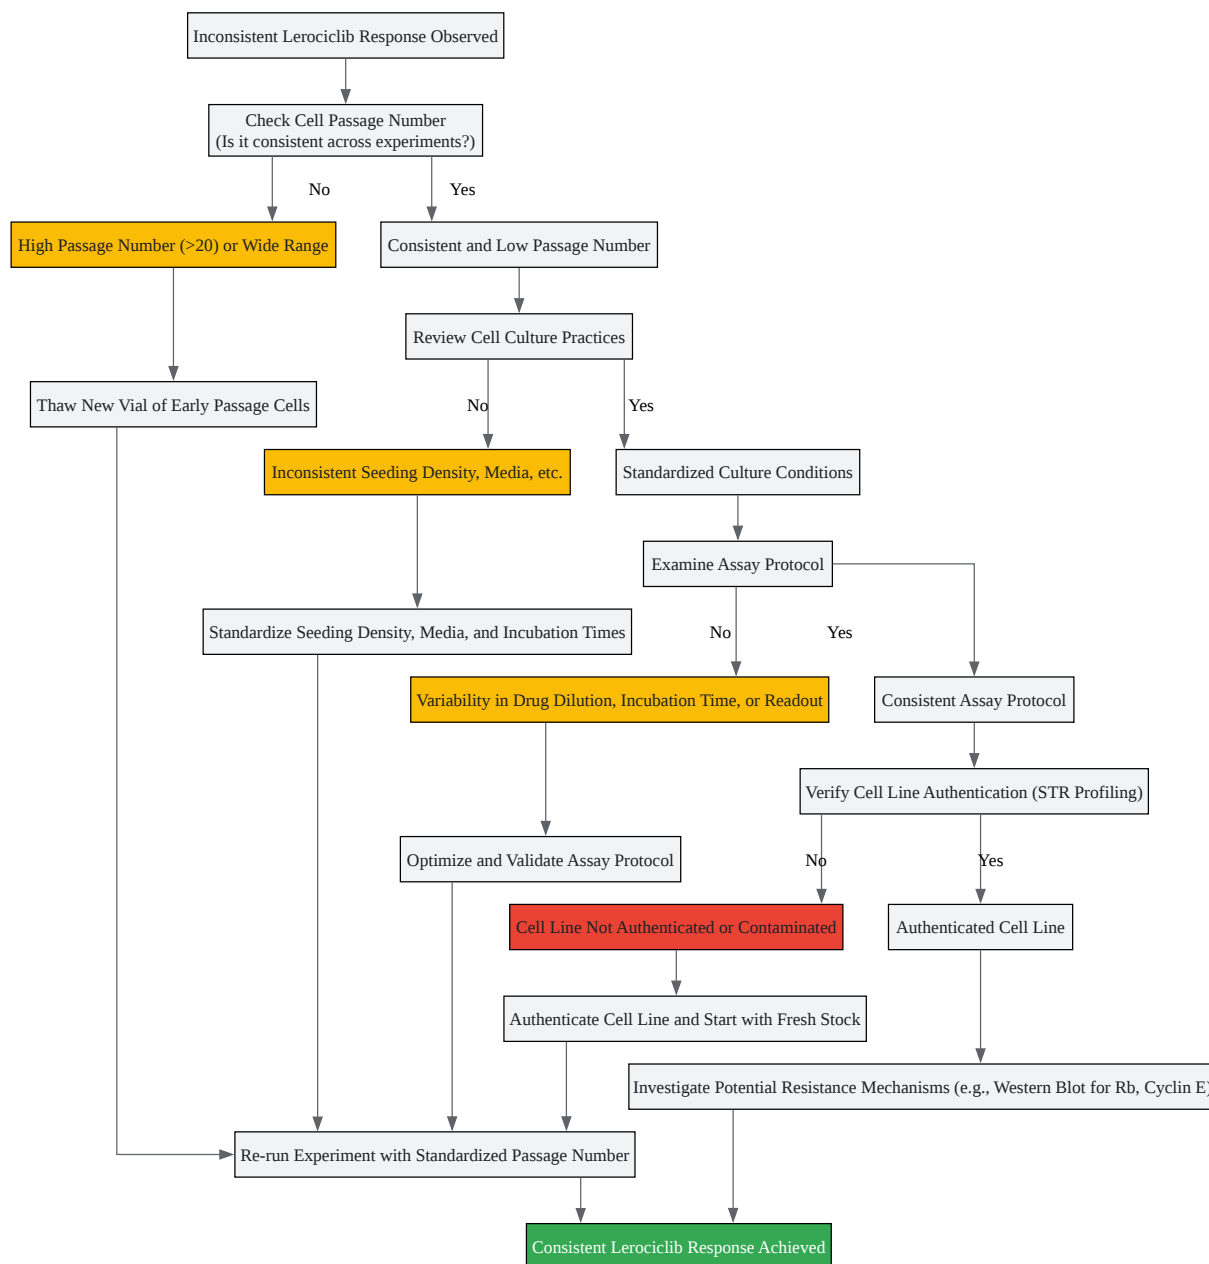 Inconsistent Lerociclib Response Observed
Check Cell Passage Number
(Is it consistent across experiments?)
No
Yes
High Passage Number (>20) or Wide Range
Consistent and Low Passage Number
Review Cell Culture Practices
Thaw New Vial of Early Passage Cells
No
Yes
Inconsistent Seeding Density, Media, etc.
Standardized Culture Conditions
Examine Assay Protocol
Standardize Seeding Density, Media, and Incubation Times
No
Yes
Variability in Drug Dilution, Incubation Time, or Readout
Consistent Assay Protocol
Verify Cell Line Authentication (STR Profiling)
Optimize and Validate Assay Protocol
No
Yes
Cell Line Not Authenticated or Contaminated
Authenticated Cell Line
Authenticate Cell Line and Start with Fresh Stock
Investigate Potential Resistance Mechanisms (e.g., Western Blot for Rb, Cyclin E)
Re-run Experiment with Standardized Passage Number
Consistent Lerociclib Response Achieved